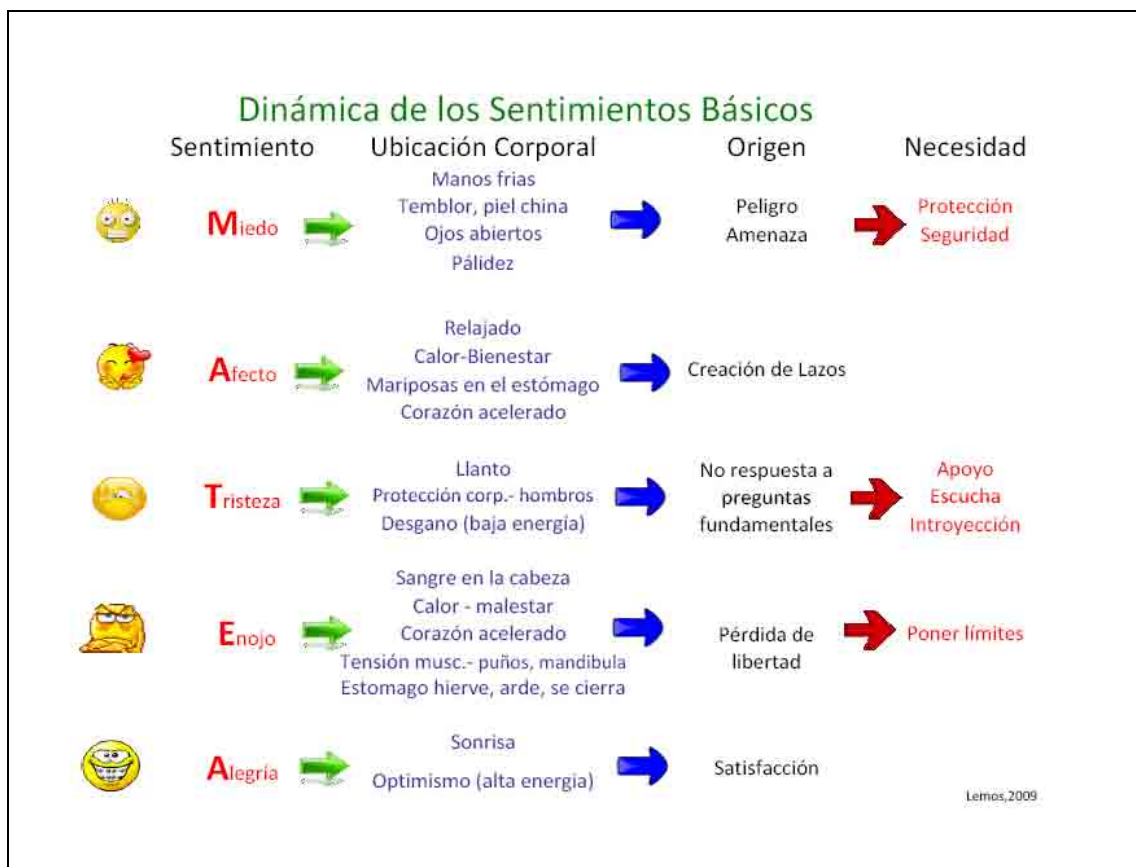 Dinámica de los Sentimientos Básicos
Sentimiento Ubicación Corporal Origen Necesidad
Miedo
Manos frias
Temblor, piel china
Ojos abiertos
Pálidez
Peligro
Amenaza
Protección
Seguridad
Afecto
Relajado
Calor-Bienestar
Mariposas en el estómago
Corazón acelerado
Creación de Lazos
Tristeza
Llanto
Protección corp.- hombros
Desgano (baja energía)
No respuesta a
preguntas
fundamentales
Apoyo
Escucha
Introyección
Enojo
Sangre en la cabeza
Calor - malestar
Corazón acelerado
Tensión musc.- puños, mandibula
Estomago hierve, arde, se cierra
Pérdida de
libertad
Poner límites
Alegría
Sonrisa
Optimismo (alta energia)
Satisfacción
Lemos,2009